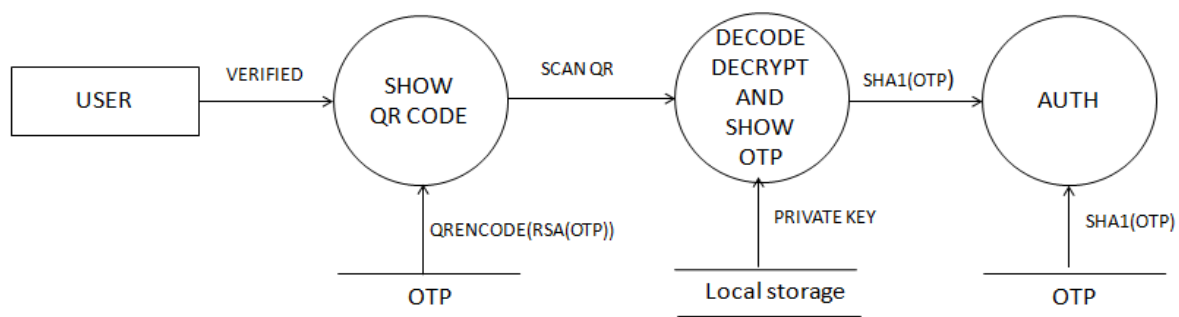 USER
VERIFIED
SHOW
QR CODE
SCAN QR
DECODE
DECRYPT
AND
SHOW
OTP
SHA1(OTP)
AUTH
QRENCODE(RSA(OTP))
PRIVATE KEY
SHA1(OTP)
OTP
Local storage
OTP